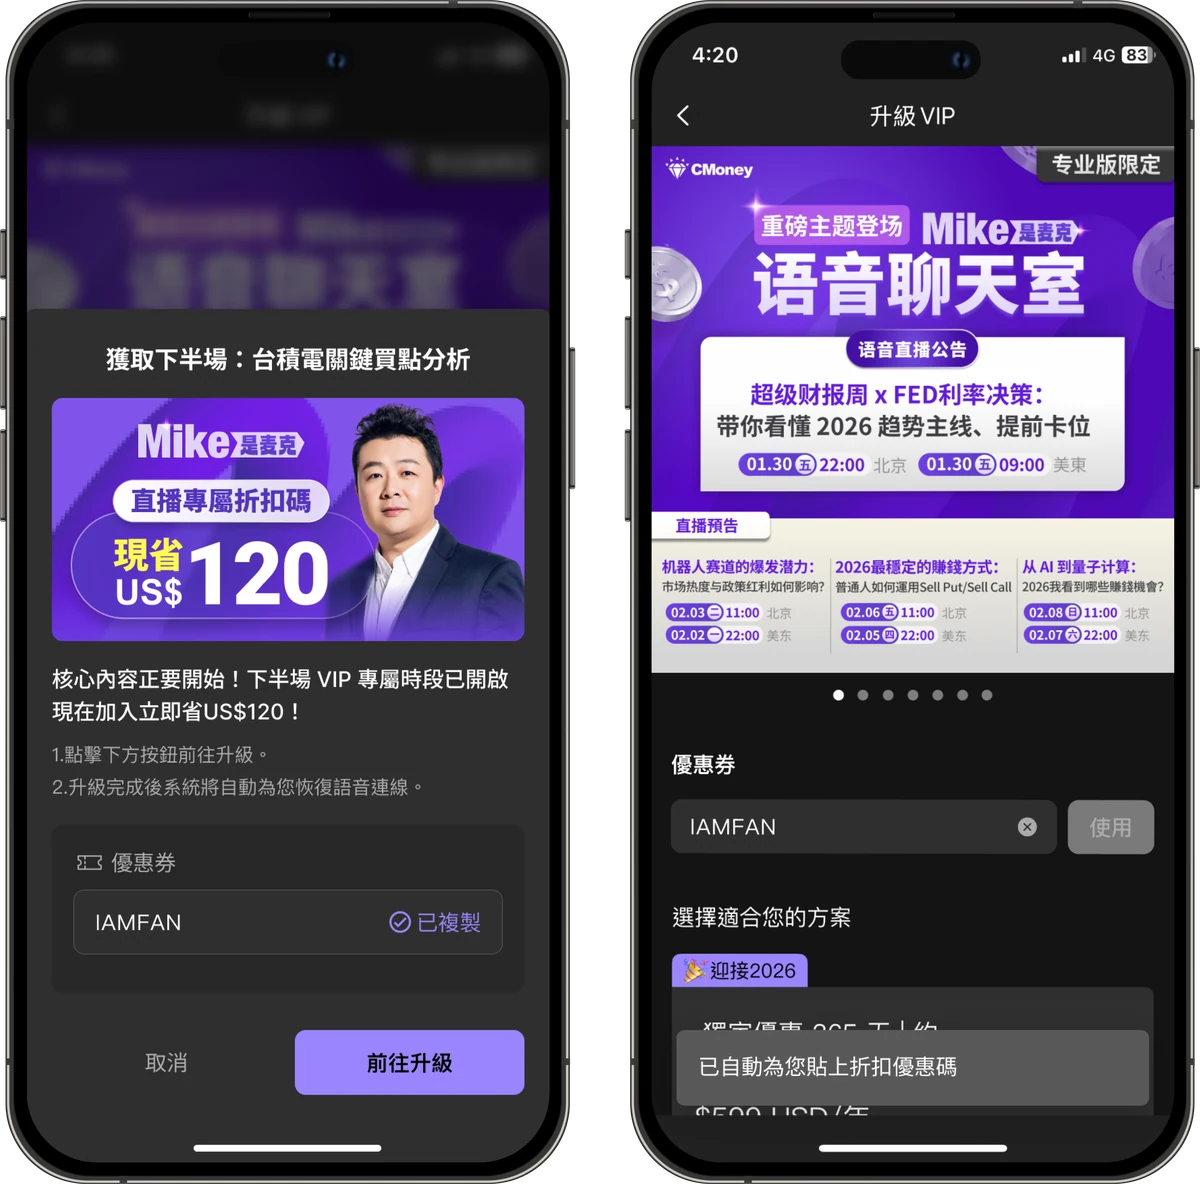 獲取下半場：台積電關鍵買點分析
Mike是麥克
直播專屬折扣碼
現省
US$120
核心內容正要開始！下半場 VIP 專屬時段已開啟
現在加入立即省US$120！
1.點擊下方按鈕前往升級。
2.升級完成後系統將自動為您恢復語音連線。
優惠券
IAMFAN
已複製
取消
前往升級
4:20
4G 83
升級 VIP
CMoney
专业版限定
重磅主题登场 Mike是麦克
语音聊天室
语音直播公告
超级财报周 x FED利率决策：
带你看懂 2026 趋势主线、提前卡位
01.30 五 22:00 北京 01.30 五 09:00 美東
直播預告
机器人赛道的爆发潜力：
市场热度与政策红利如何影响?
02.03 二 11:00 北京
02.02 一 22:00 美东
2026最穩定的賺錢方式：
普通人如何運用Sell Put/Sell Call
02.06 五 11:00 北京
02.05 四 22:00 美东
从 AI 到量子计算：
2026我看到哪些賺錢機會?
02.08 日 11:00 北京
02.07 六 22:00 美东
優惠券
IAMFAN
使用
選擇適合您的方案
迎接2026
獨家優惠 365 天 | 約
已自動為您貼上折扣優惠碼
$599 USD/年